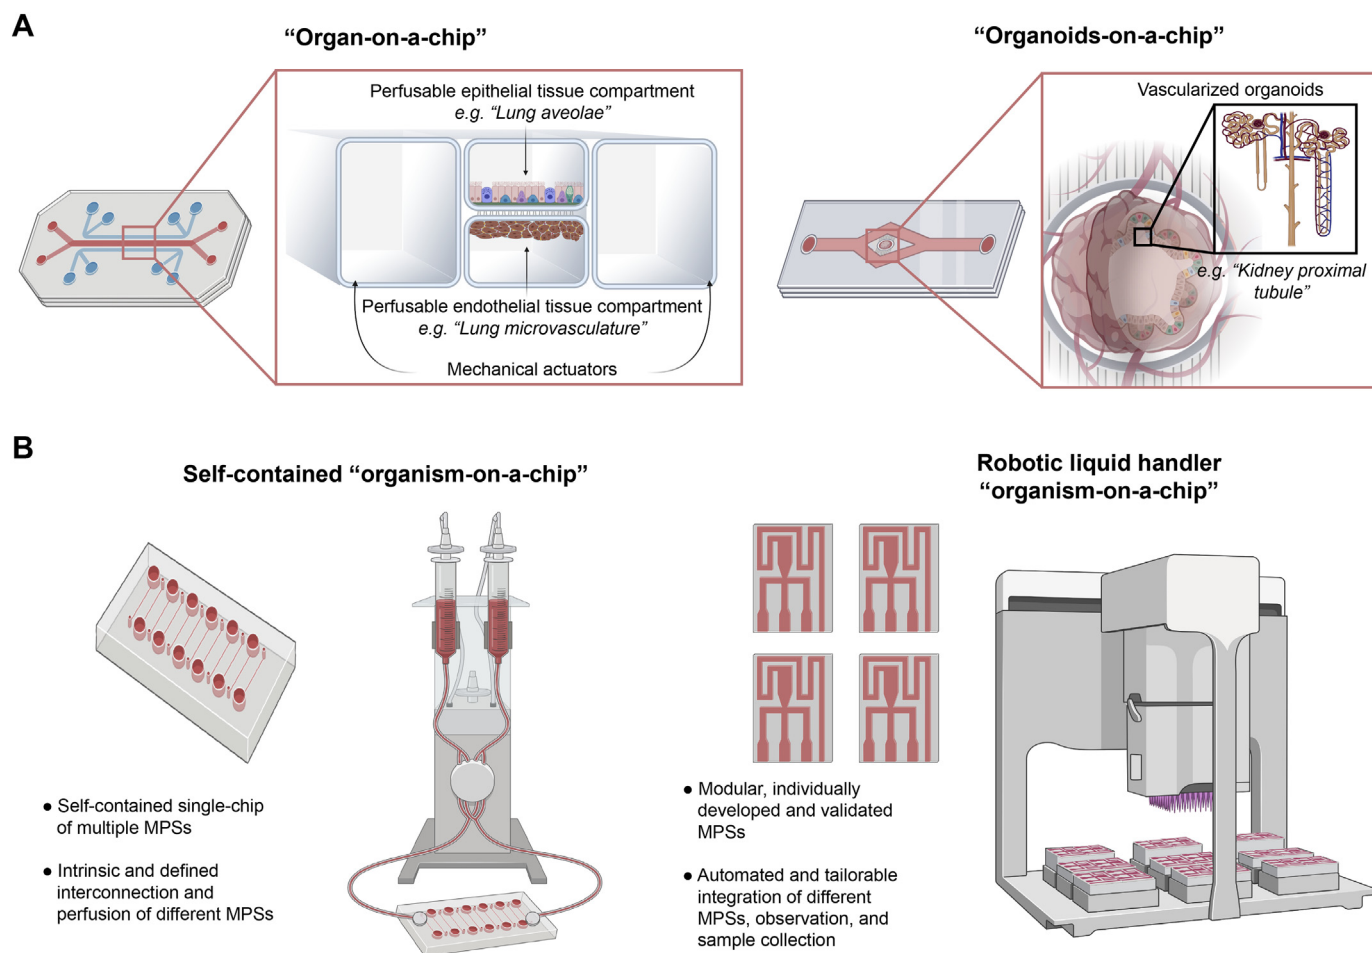 A
“Organ-on-a-chip”
Perfusable epithelial tissue compartment
e.g. “Lung aveolae”
Perfusable endothelial tissue compartment
e.g. “Lung microvasculature”
Mechanical actuators
“Organoids-on-a-chip”
Vascularized organoids
e.g. “Kidney proximal
tubule”
B
Self-contained “organism-on-a-chip”
● Self-contained single-chip
of multiple MPSs
● Intrinsic and defined
interconnection and
perfusion of different MPSs
Robotic liquid handler
“organism-on-a-chip”
● Modular, individually
developed and validated
MPSs
● Automated and tailorable
integration of different
MPSs, observation, and
sample collection